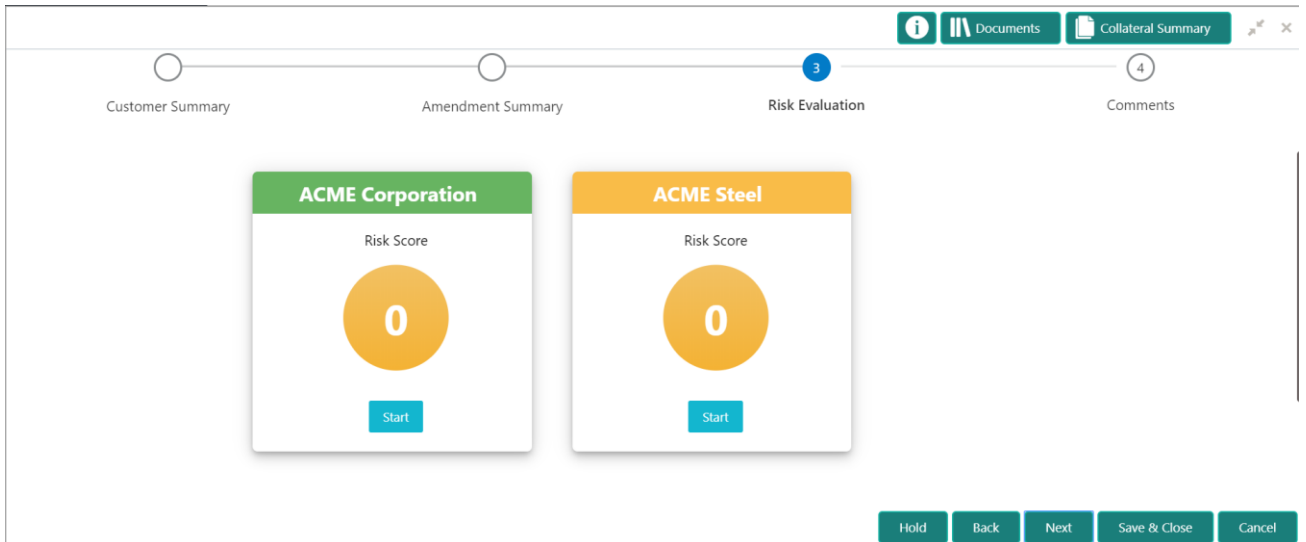 i Documents Collateral Summary
3 4
Customer Summary Amendment Summary Risk Evaluation Comments
ACME Corporation ACME Steel
Risk Score Risk Score
0 0
Start Start
Hold Back Next Save & Close Cancel